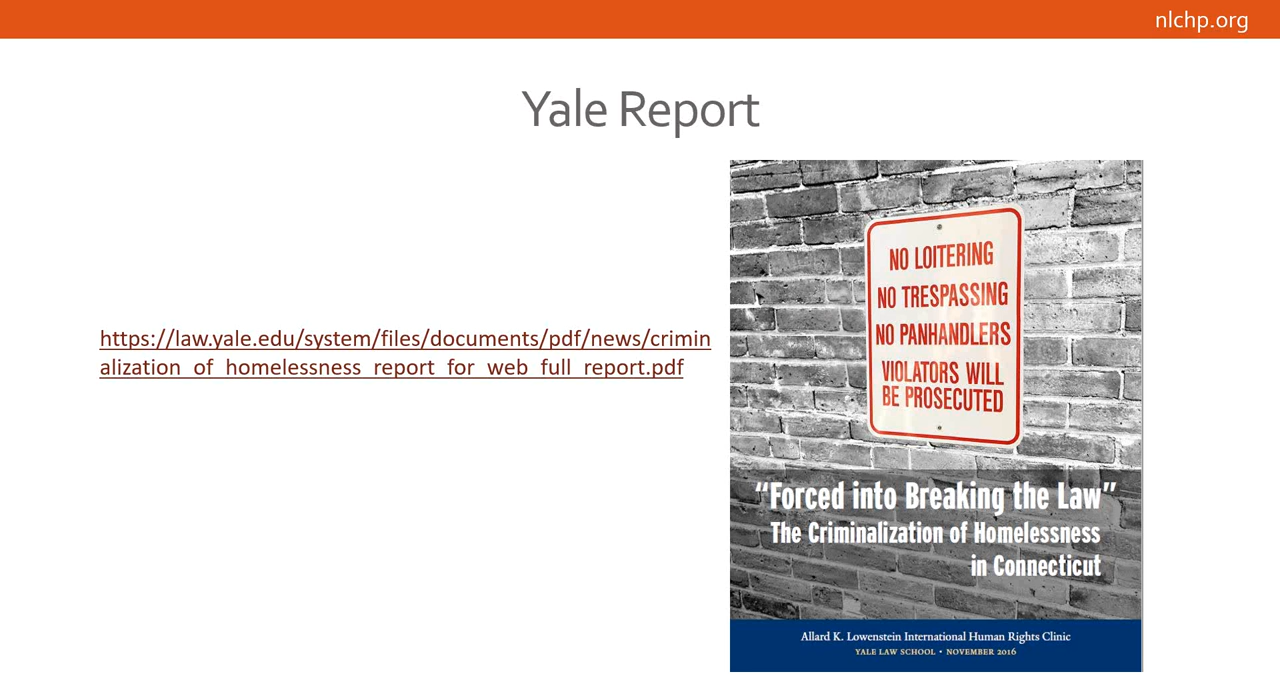 nlchp.org
Yale Report
https://law.yale.edu/system/files/documents/pdf/news/crimin
alization_of_homelessness_report_for_web_full_report.pdf
NO LOITERING
NO TRESPASSING
NO PANHANDLERS
VIOLATORS WILL
BE PROSECUTED
“Forced into Breaking the Law”
The Criminalization of Homelessness
in Connecticut
Allard K. Lowenstein International Human Rights Clinic
YALE LAW SCHOOL • NOVEMBER 2016